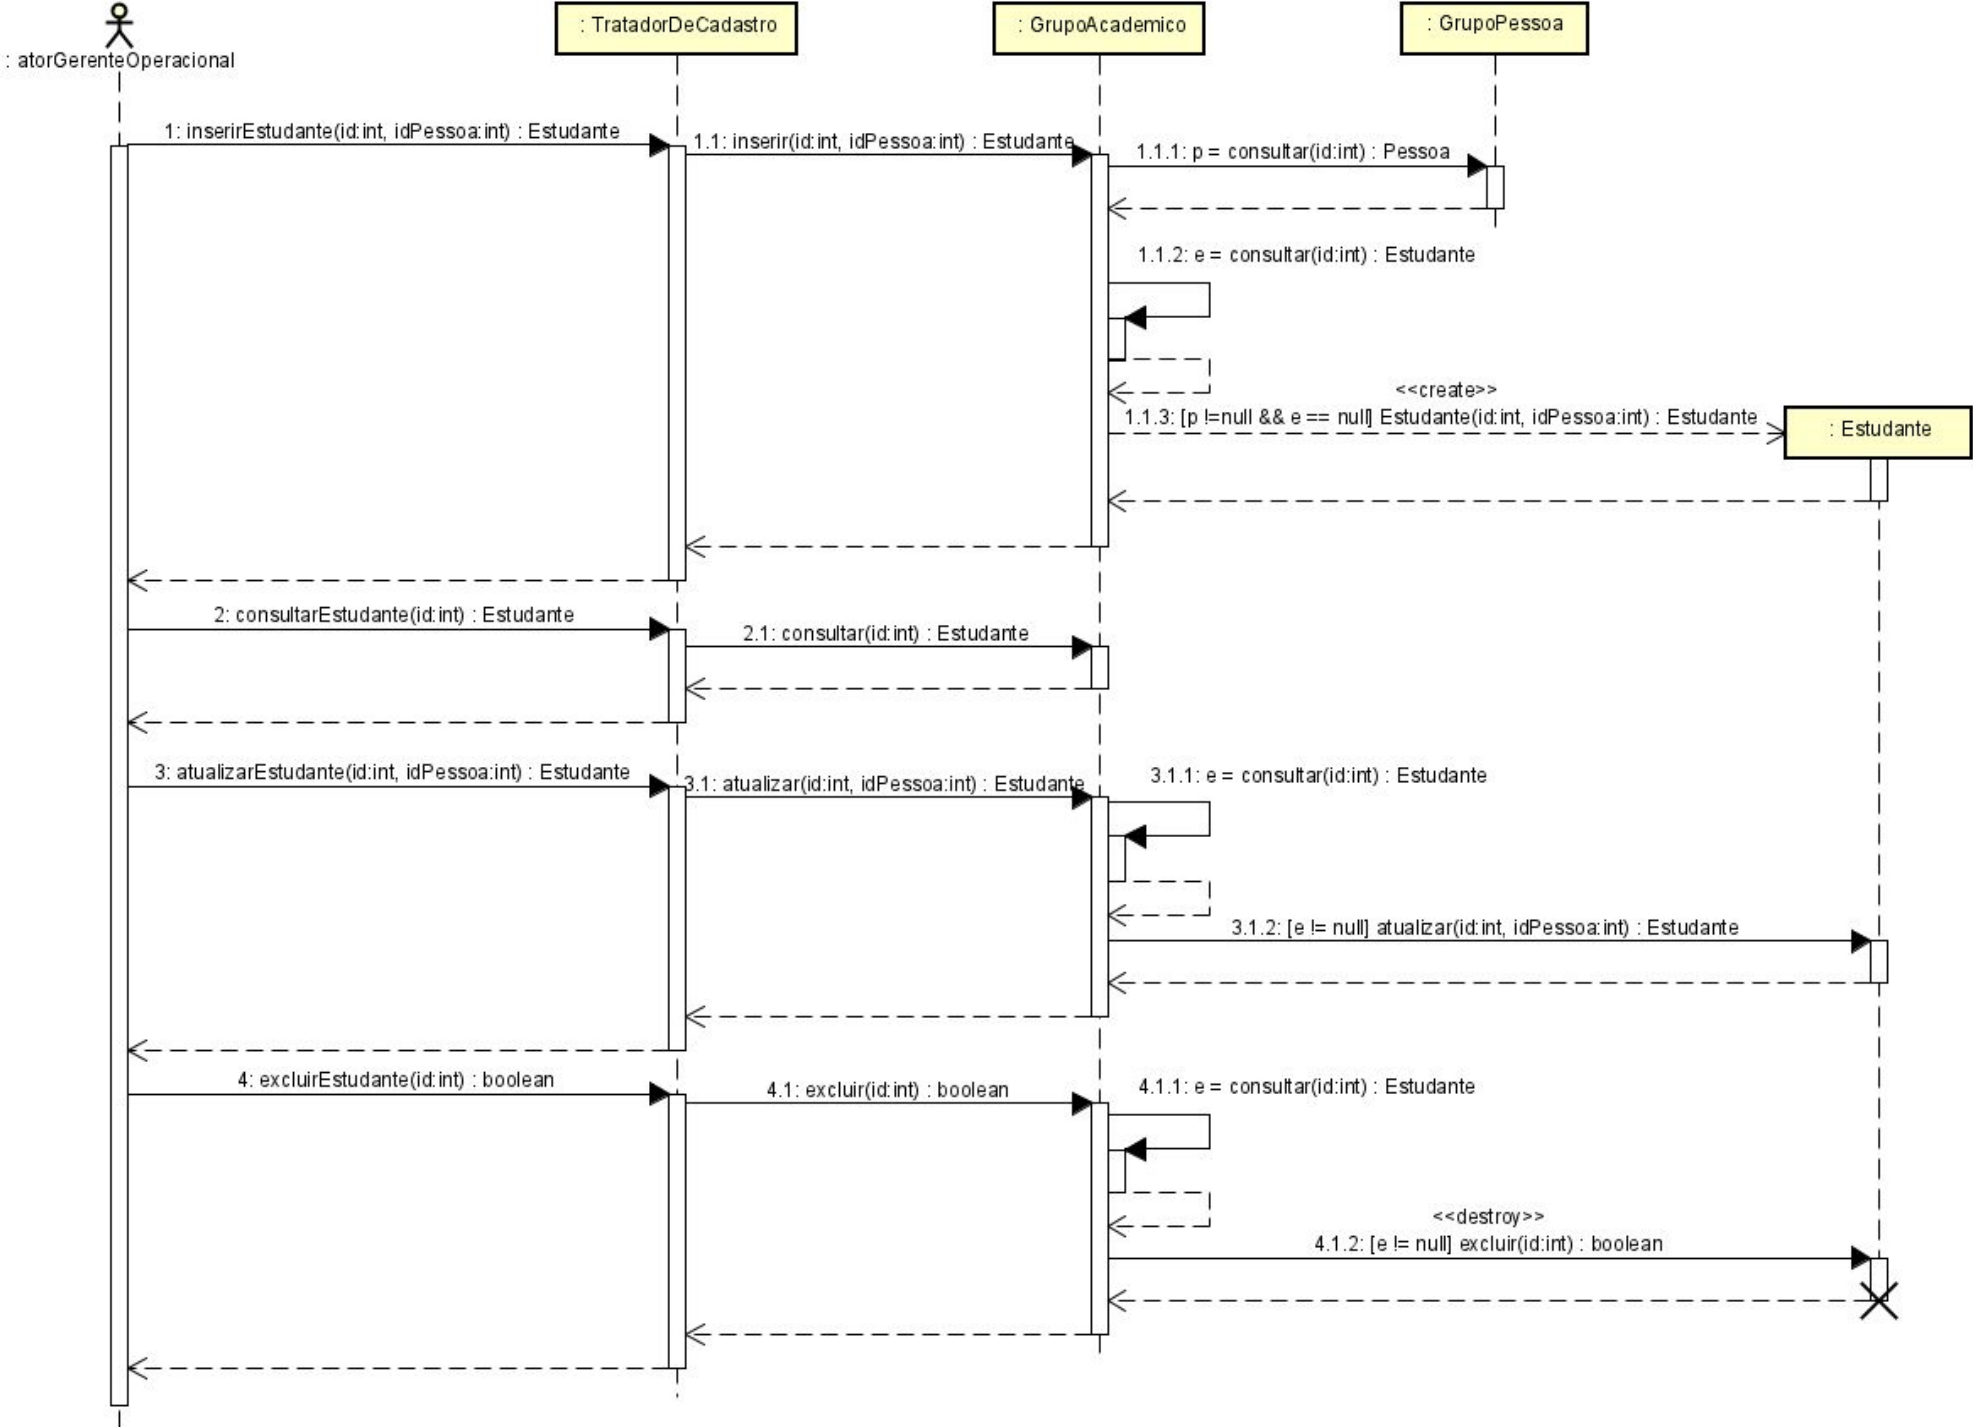 : TratadorDeCadastro
: GrupoAcademico
: GrupoPessoa
: atorGerenteOperacional
1: inserirEstudante(id:int, idPessoa:int) : Estudante
1.1: inserir(id:int, idPessoa:int) : Estudante
1.1.1: p = consultar(id:int) : Pessoa
1.1.2: e = consultar(id:int) : Estudante
<<create>>
1.1.3: [p !=null && e == null] Estudante(id:int, idPessoa:int) : Estudante
: Estudante
2: consultarEstudante(id:int) : Estudante
2.1: consultar(id:int) : Estudante
3: atualizarEstudante(id:int, idPessoa:int) : Estudante
3.1: atualizar(id:int, idPessoa:int) : Estudante
3.1.1: e = consultar(id:int) : Estudante
3.1.2: [e != null] atualizar(id:int, idPessoa:int) : Estudante
4: excluirEstudante(id:int) : boolean
4.1: excluir(id:int) : boolean
4.1.1: e = consultar(id:int) : Estudante
<<destroy>>
4.1.2: [e != null] excluir(id:int) : boolean